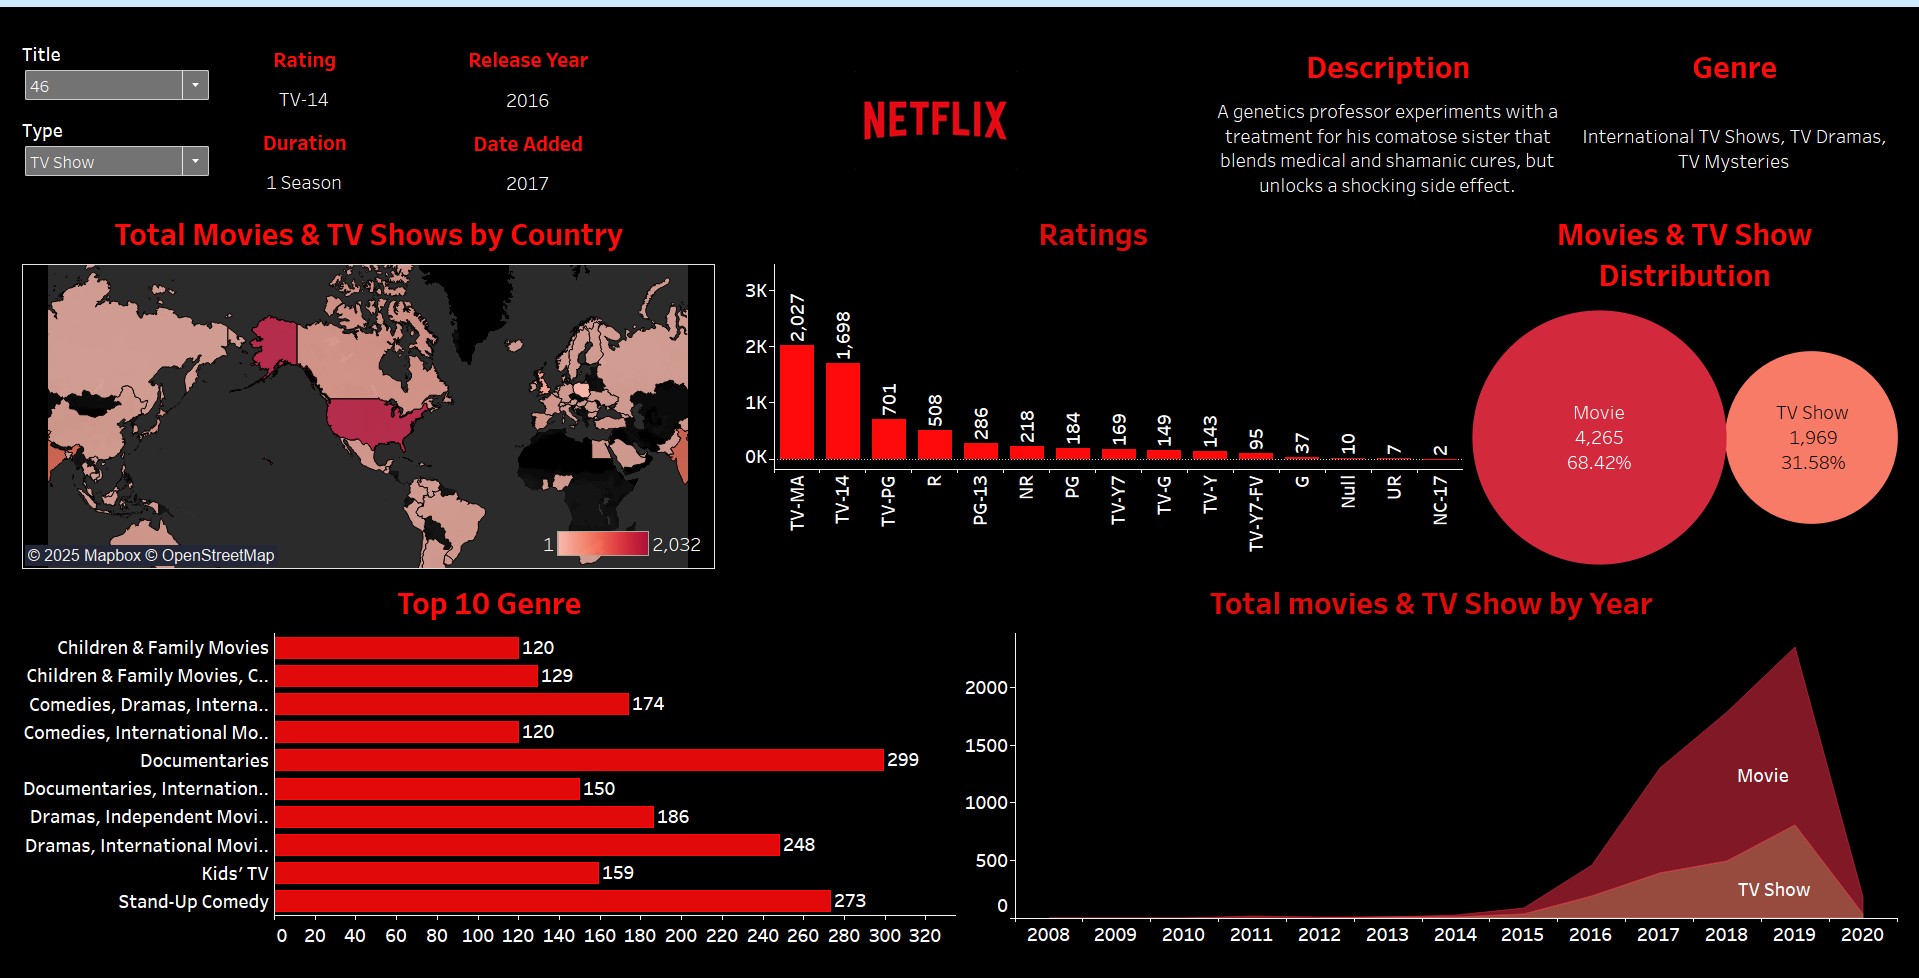 Title
46
Type
TV Show
Rating
TV-14
Duration
1 Season
Release Year
2016
Date Added
2017
NETFLIX
Description
A genetics professor experiments with a
treatment for his comatose sister that
blends medical and shamanic cures, but
unlocks a shocking side effect.
Genre
International TV Shows, TV Dramas,
TV Mysteries
Total Movies & TV Shows by Country
1 2,032
© 2025 Mapbox © OpenStreetMap
Ratings
3K
2K
1K
0K
2,027
1,698
701
508
286
218
184
169
149
143
95
37
10
7
2
TV-MA
TV-14
TV-PG
R
PG-13
NR
PG
TV-Y7
TV-G
TV-Y
TV-Y7-FV
G
Null
UR
NC-17
Movies & TV Show
Distribution
Movie
4,265
68.42%
TV Show
1,969
31.58%
Top 10 Genre
Children & Family Movies 120
Children & Family Movies, C.. 129
Comedies, Dramas, Interna.. 174
Comedies, International Mo.. 120
Documentaries 299
Documentaries, Internation.. 150
Dramas, Independent Movi.. 186
Dramas, International Movi.. 248
Kids’ TV 159
Stand-Up Comedy 273
0 20 40 60 80 100 120 140 160 180 200 220 240 260 280 300 320
Total movies & TV Show by Year
2000
1500
1000
500
0
Movie
TV Show
2008 2009 2010 2011 2012 2013 2014 2015 2016 2017 2018 2019 2020